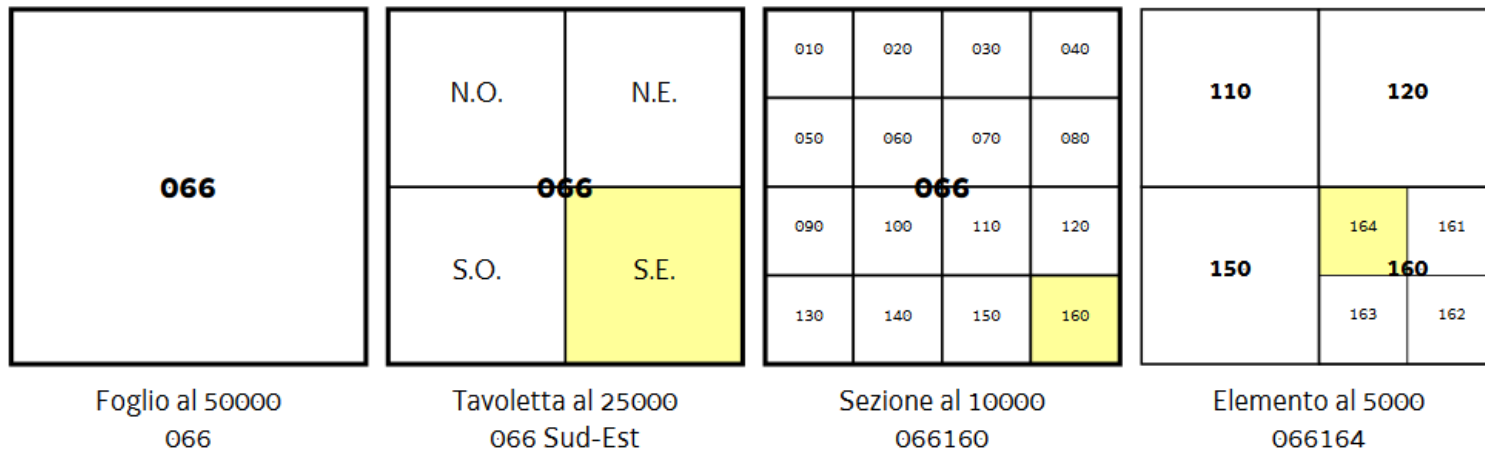 066
N.O. N.E.
066
S.O. S.E.
010 020 030 040
050 060 070 080
066
090 100 110 120
130 140 150 160
110 120
164 161
150 160
163 162
Foglio al 50000
066
Tavoletta al 25000
066 Sud-Est
Sezione al 10000
066160
Elemento al 5000
066164